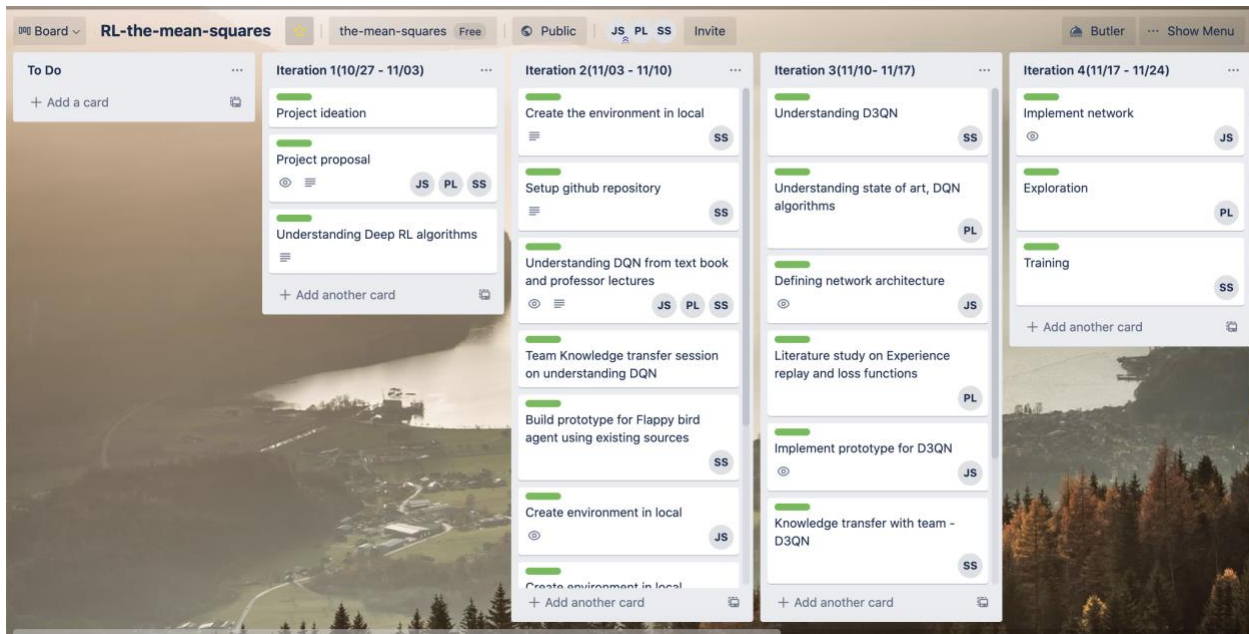 Board
RL-the-mean-squares
the-mean-squares Free
Public
JS PL SS
Invite
Butler
... Show Menu
To Do
...
+ Add a card
Iteration 1(10/27 - 11/03)
...
Project ideation
Project proposal
JS PL SS
Understanding Deep RL algorithms
+ Add another card
Iteration 2(11/03 - 11/10)
...
Create the environment in local
SS
Setup github repository
SS
Understanding DQN from text book
and professor lectures
JS PL SS
Team Knowledge transfer session
on understanding DQN
Build prototype for Flappy bird
agent using existing sources
SS
Create environment in local
JS
Create environment in local
+ Add another card
Iteration 3(11/10- 11/17)
...
Understanding D3QN
SS
Understanding state of art, DQN
algorithms
PL
Defining network architecture
JS
Literature study on Experience
replay and loss functions
PL
Implement prototype for D3QN
JS
Knowledge transfer with team -
D3QN
SS
+ Add another card
Iteration 4(11/17 - 11/24)
...
Implement network
JS
Exploration
PL
Training
SS
+ Add another card